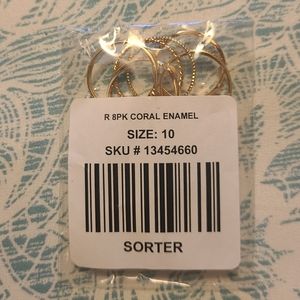 R 8PK CORAL ENAMEL
SIZE: 10
SKU # 13454660
SORTER